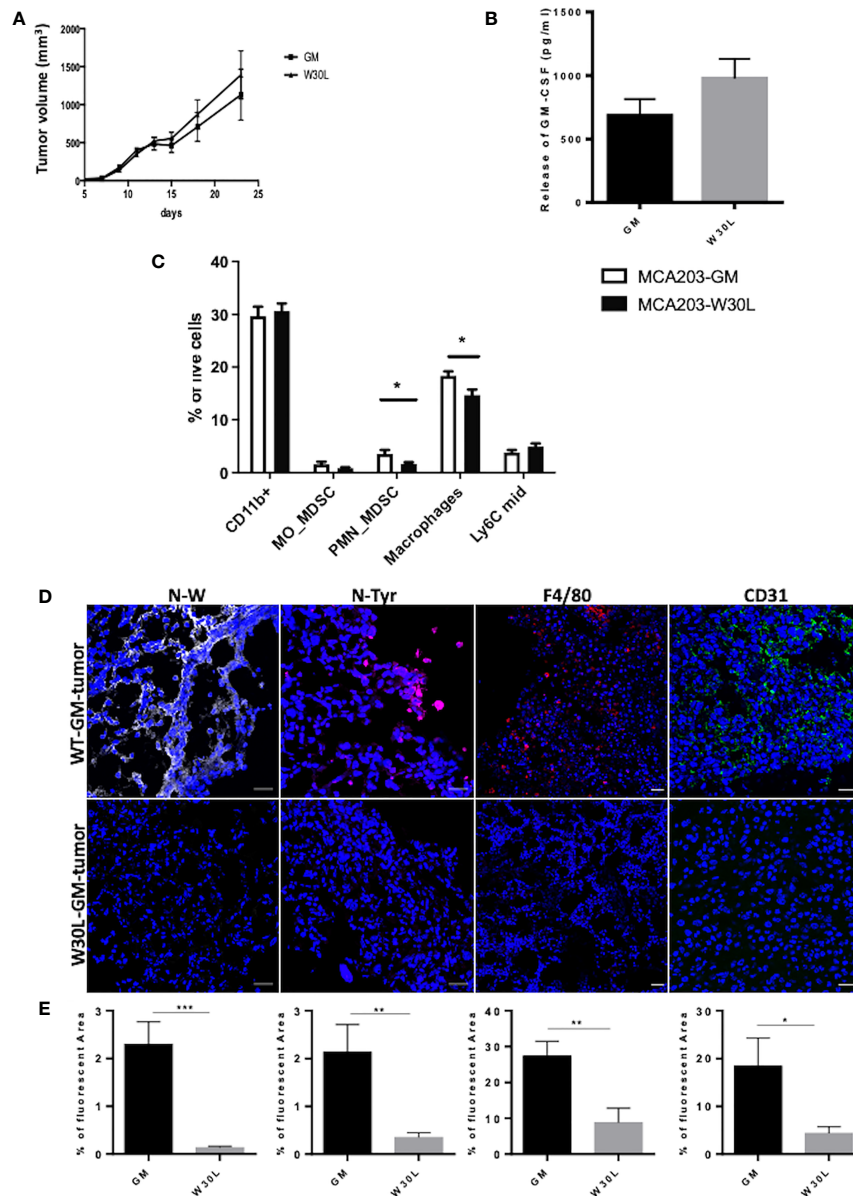 A
Tumor volume (mm³)
2000
1500
1000
500
0
5
10
15
20
25
days
GM
W30L
B
Release of GM-CSF (pg/ml)
1500
1000
500
0
GM
W30L
C
% of live cells
40
30
20
10
0
*
*
CD11b+
MO_MDSC
PMN_MDSC
Macrophages
Ly6C mid
MCA203-GM
MCA203-W30L
D
N-W
N-Tyr
F4/80
CD31
WT-GM-tumor
W30L-GM-tumor
E
% of fluorescent Area
3
2
1
0
***
GM
W30L
% of fluorescent Area
3
2
1
0
**
GM
W30L
% of fluorescent Area
40
30
20
10
0
**
GM
W30L
% of fluorescent Area
30
20
10
0
*
GM
W30L